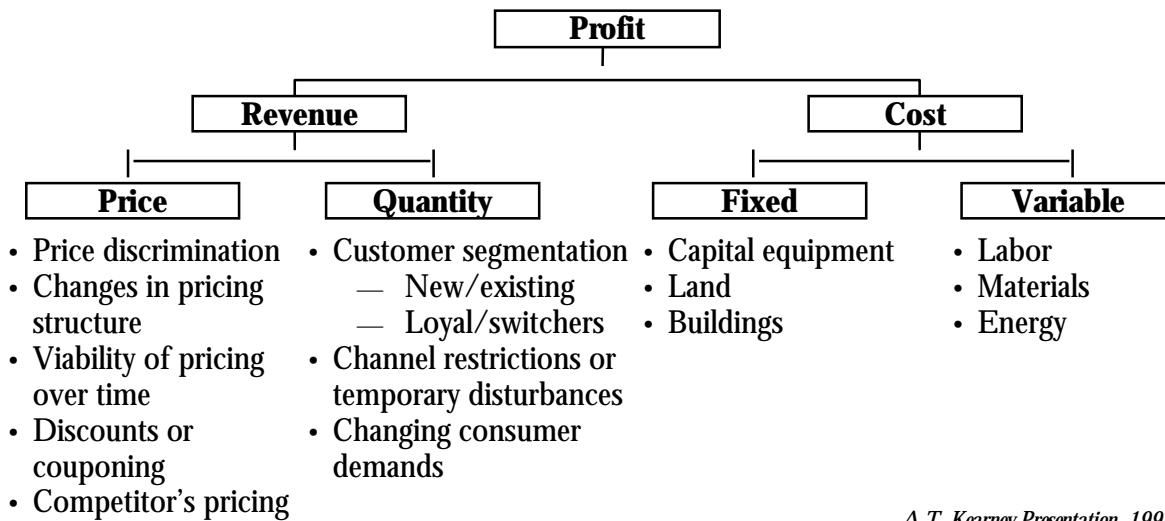 Profit
Revenue
Cost
Price
Quantity
Fixed
Variable
• Price discrimination
• Changes in pricing
structure
• Viability of pricing
over time
• Discounts or
couponing
• Competitor's pricing
• Customer segmentation
— New/existing
— Loyal/switchers
• Channel restrictions or
temporary disturbances
• Changing consumer
demands
• Capital equipment
• Land
• Buildings
• Labor
• Materials
• Energy
A.T. Kearney Presentation, 199